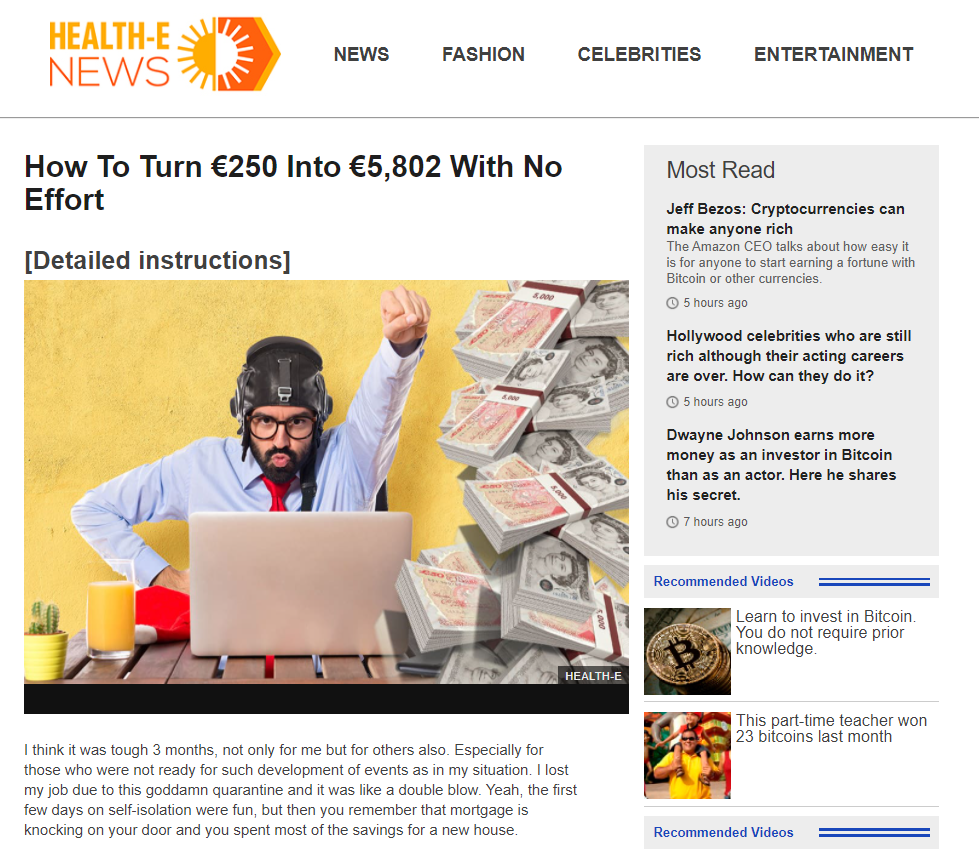 HEALTH-E
NEWS
NEWS
FASHION
CELEBRITIES
ENTERTAINMENT
How To Turn €250 Into €5,802 With No
Effort
[Detailed instructions]
5,000
5,000
HEALTH-E
I think it was tough 3 months, not only for me but for others also. Especially for
those who were not ready for such development of events as in my situation. I lost
my job due to this goddamn quarantine and it was like a double blow. Yeah, the first
few days on self-isolation were fun, but then you remember that mortgage is
knocking on your door and you spent most of the savings for a new house.
Most Read
Jeff Bezos: Cryptocurrencies can
make anyone rich
The Amazon CEO talks about how easy it
is for anyone to start earning a fortune with
Bitcoin or other currencies.
5 hours ago
Hollywood celebrities who are still
rich although their acting careers
are over. How can they do it?
5 hours ago
Dwayne Johnson earns more
money as an investor in Bitcoin
than as an actor. Here he shares
his secret.
7 hours ago
Recommended Videos
Learn to invest in Bitcoin.
You do not require prior
knowledge.
This part-time teacher won
23 bitcoins last month
Recommended Videos